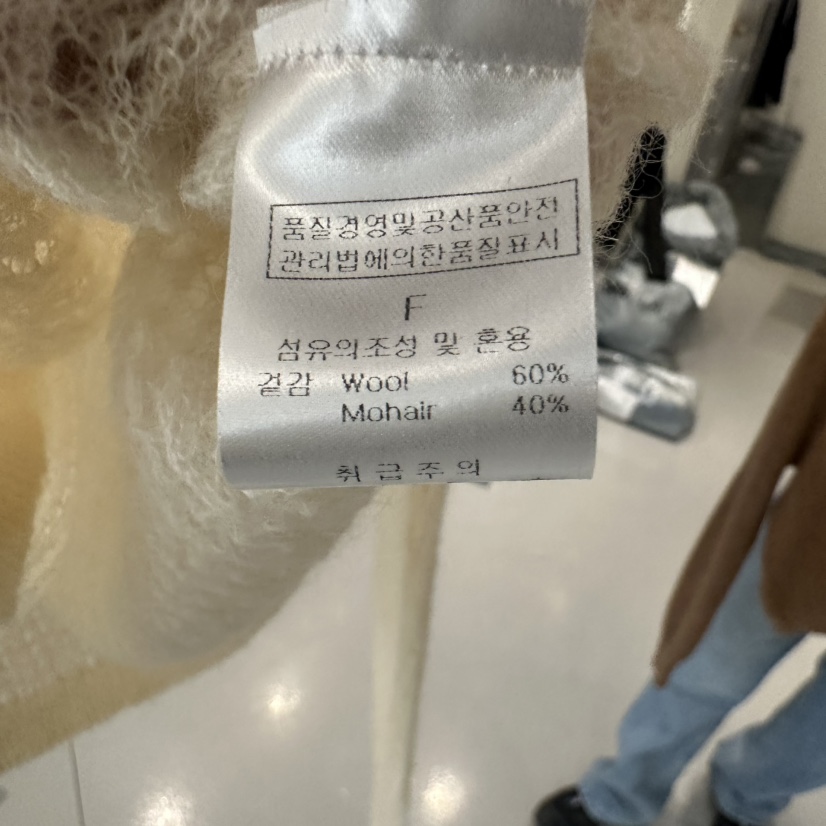 품질경영및공산품안전
관리법에의한품질표시
F
섬유의조성 및 혼용
겉감 Wool 60%
Mohair 40%
취급주의